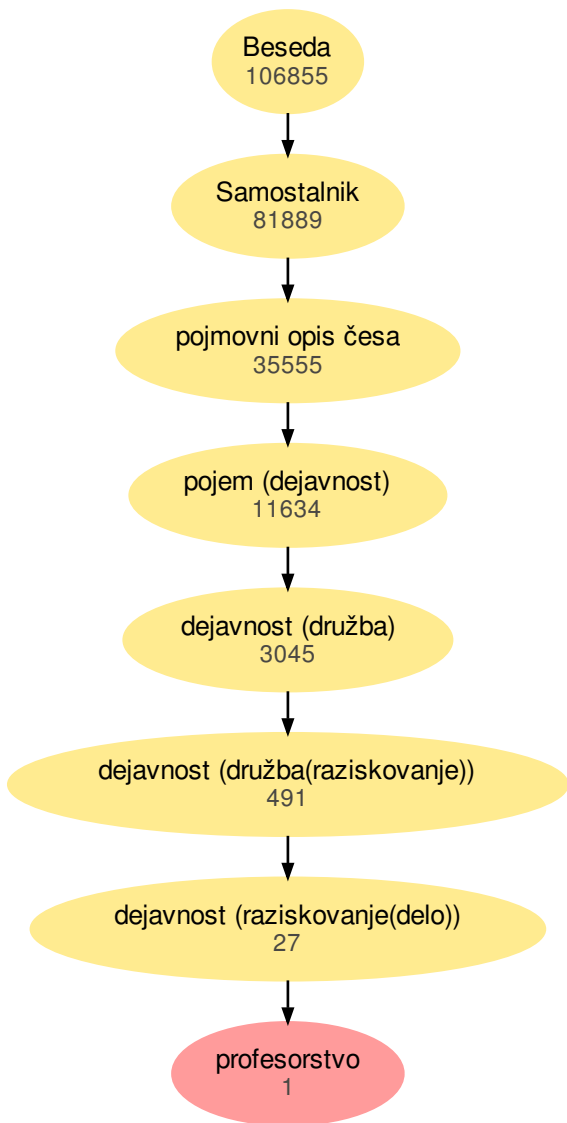 Beseda
106855
Samostalnik
81889
pojmovni opis česa
35555
pojem (dejavnost)
11634
dejavnost (družba)
3045
dejavnost (družba(raziskovanje))
491
dejavnost (raziskovanje(delo))
27
profesorstvo
1